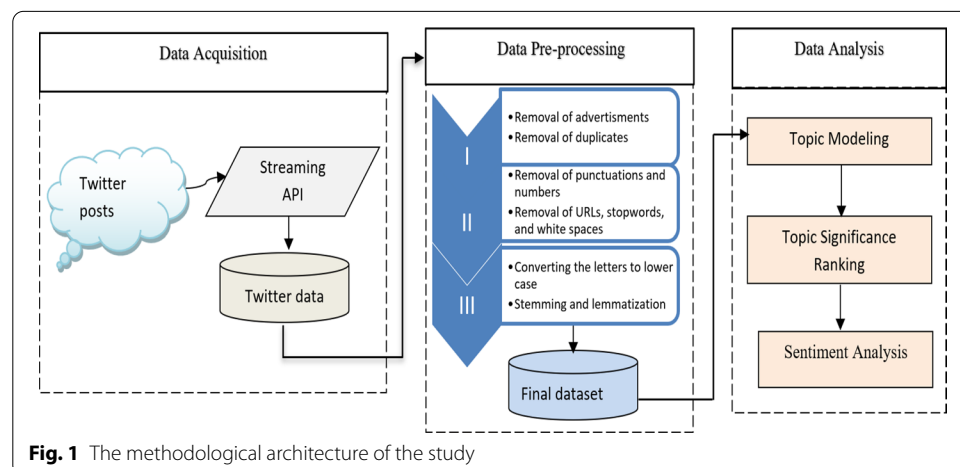 Data Acquisition
Twitter
posts
Streaming
API
Twitter data
Data Pre-processing
I
•Removal of advertisments
•Removal of duplicates
II
•Removal of punctuations and
numbers
•Removal of URLs, stopwords,
and white spaces
III
•Converting the letters to lower
case
•Stemming and lemmatization
Final dataset
Data Analysis
Topic Modeling
Topic Significance
Ranking
Sentiment Analysis
Fig. 1 The methodological architecture of the study